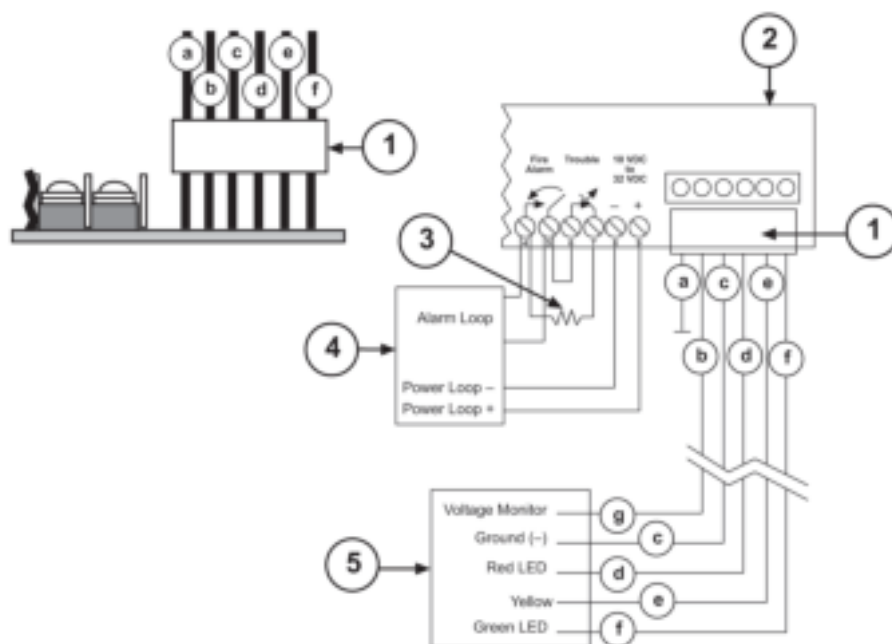 a c e
b d f
1
2
Fire Alarm
Trouble
10 VDC to 32 VDC
– +
1
3
a c e
b d f
4
Alarm Loop
Power Loop –
Power Loop +
5
Voltage Monitor g
Ground (–) c
Red LED d
Yellow e
Green LED f